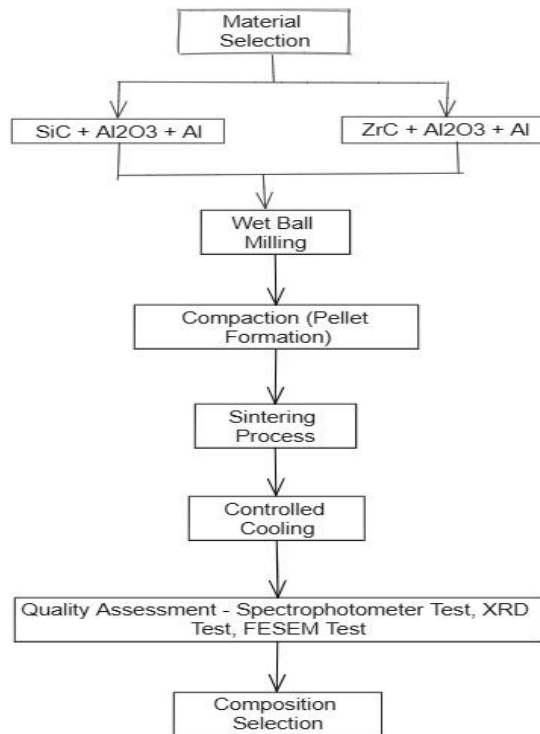 Material
Selection
SiC + Al2O3 + Al
ZrC + Al2O3 + Al
Wet Ball
Milling
Compaction (Pellet
Formation)
Sintering
Process
Controlled
Cooling
Quality Assessment - Spectrophotometer Test, XRD
Test, FESEM Test
Composition
Selection